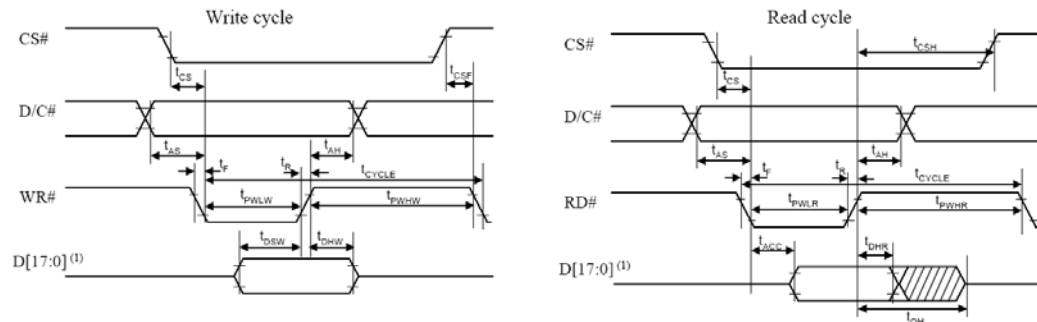 Write cycle
CS#
tCS
tCSF
D/C#
tAS
tF
tR
tAH
tCYCLE
WR#
tPWLW
tPWHW
tDSW
tDHW
D[17:0] (1)
Read cycle
CS#
tCS
tCSH
D/C#
tAS
tF
tR
tAH
tCYCLE
RD#
tPWLR
tPWHR
tACC
tDHR
D[17:0] (1)
tOH